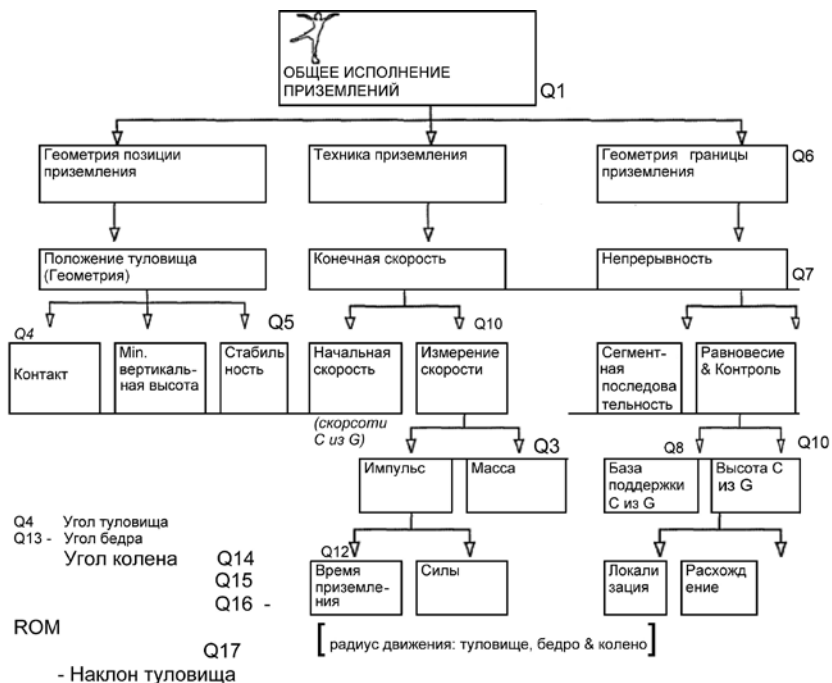 ОБЩЕЕ ИСПОЛНЕНИЕ
ПРИЗЕМЛЕНИЙ
Q1
Геометрия позиции
приземления
Техника приземления
Геометрия границы
приземления
Q6
Положение туловища
(Геометрия)
Конечная скорость
Непрерывность
Q7
Q4
Контакт
Min.
вертикаль-
ная высота
Q5
Стабиль
ность
Начальная
скорость
(скорсоти
С из G)
Q10
Измерение
скорости
Сегмент-
ная
последова
тельность
Равновесие
& Контроль
Импульс
Q3
Масса
Q8
База
поддержки
С из G
Q10
Высота С
из G
Q12
Время
приземле-
ния
Силы
Локали
зация
Расхожд
ение
Q4 Угол туловища
Q13 - Угол бедра
Угол колена Q14
Q15
Q16 -
ROM
Q17
- Наклон туловища
[ радиус движения: туловище, бедро & колено ]